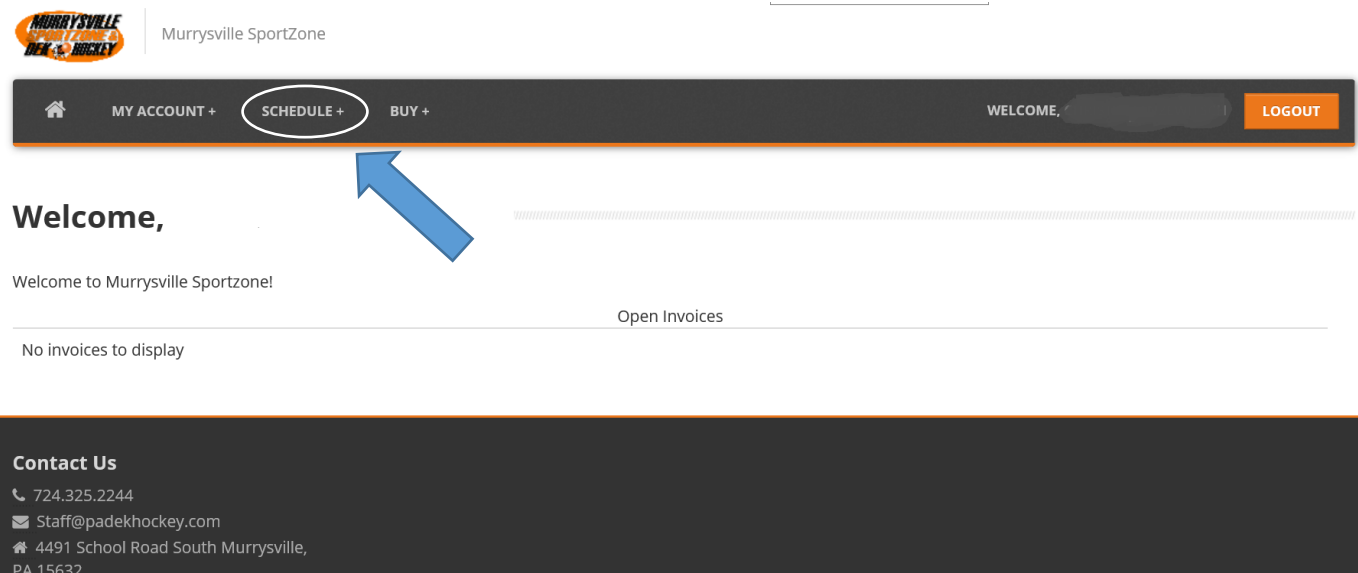 MURRYSVILLE
SPORTZONE &
DEK HOCKEY
Murrysville SportZone
MY ACCOUNT + SCHEDULE + BUY + WELCOME, LOGOUT
Welcome,
Welcome to Murrysville Sportzone!
Open Invoices
No invoices to display
Contact Us
724.325.2244
Staff@padekhockey.com
4491 School Road South Murrysville,
PA 15632